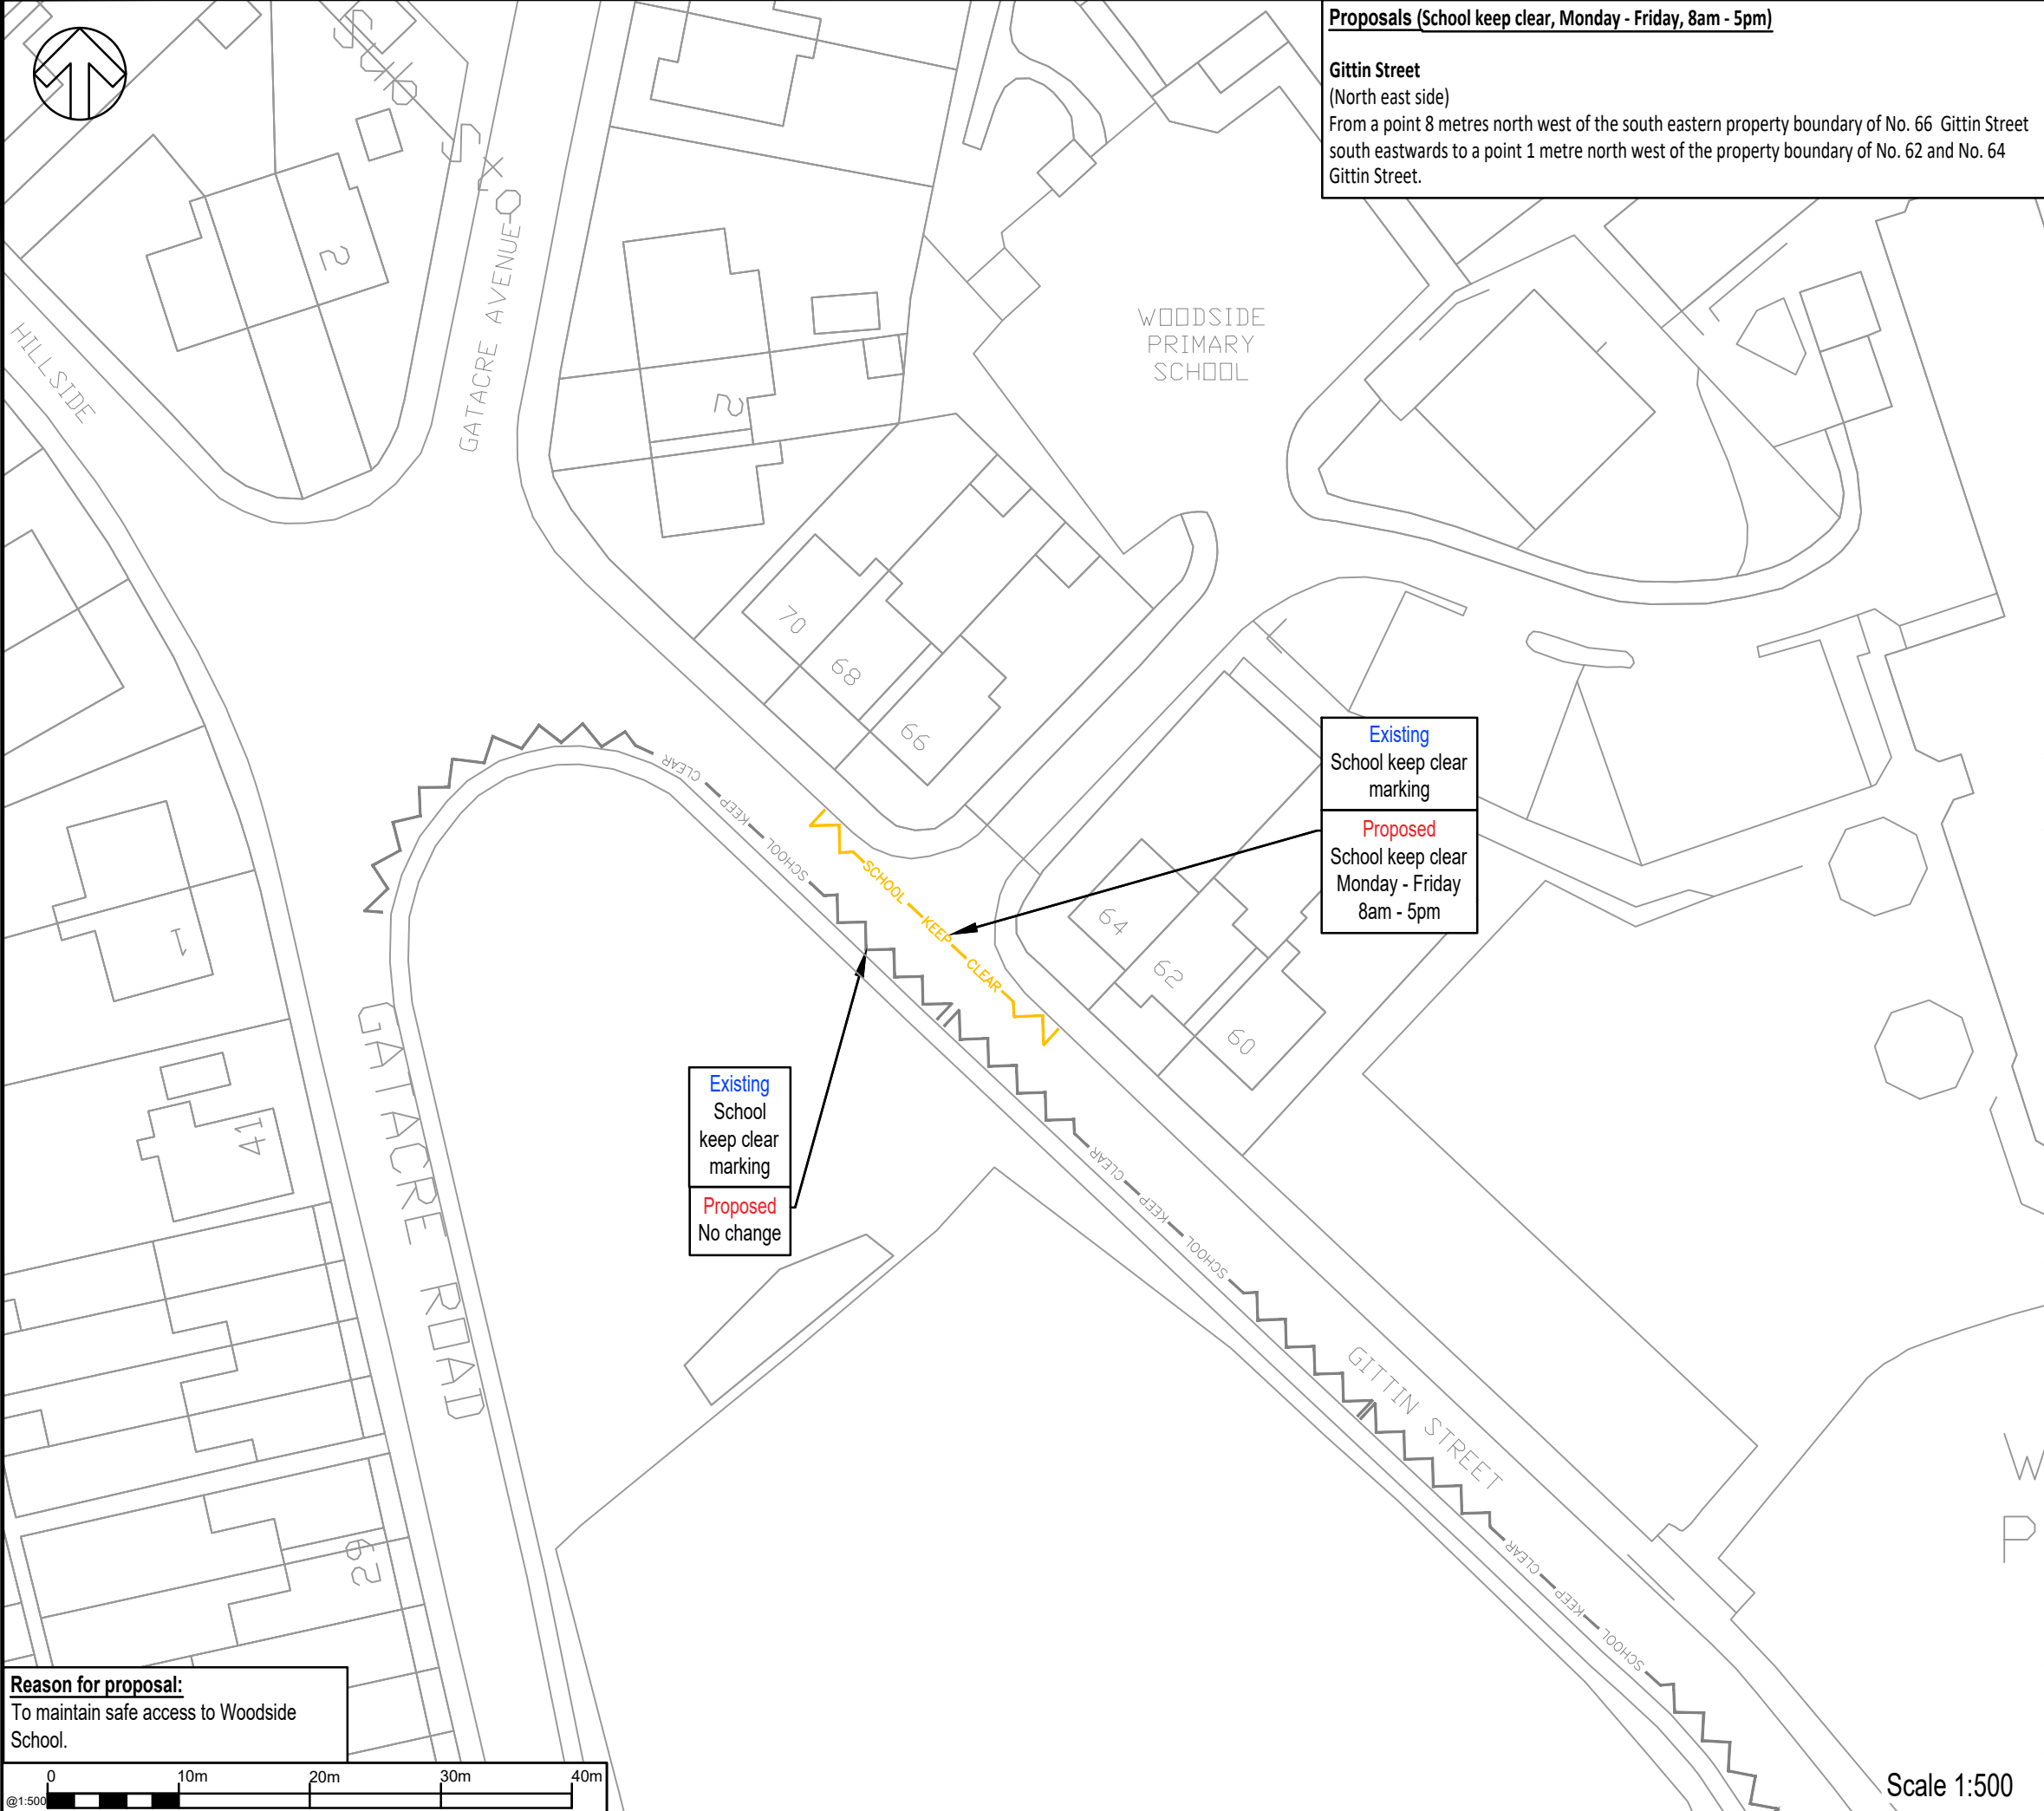 Proposals (School keep clear, Monday - Friday, 8am - 5pm)
Gittin Street
(North east side)
From a point 8 metres north west of the south eastern property boundary of No. 66 Gittin Street
south eastwards to a point 1 metre north west of the property boundary of No. 62 and No. 64
Gittin Street.
2
HILLSIDE
GATACRE AVENUE
WOODSIDE
PRIMARY
SCHOOL
2
70
68
66
Existing
School keep clear
marking
Proposed
School keep clear
Monday - Friday
8am - 5pm
SCHOOL KEEP CLEAR
SCHOOL KEEP CLEAR
64
62
60
1
41
GATACRE ROAD
Existing
School
keep clear
marking
Proposed
No change
SCHOOL KEEP CLEAR
GITTIN STREET
SCHOOL KEEP CLEAR
W
P
62
Reason for proposal:
To maintain safe access to Woodside
School.
0 10m 20m 30m 40m
@1:500
Scale 1:500